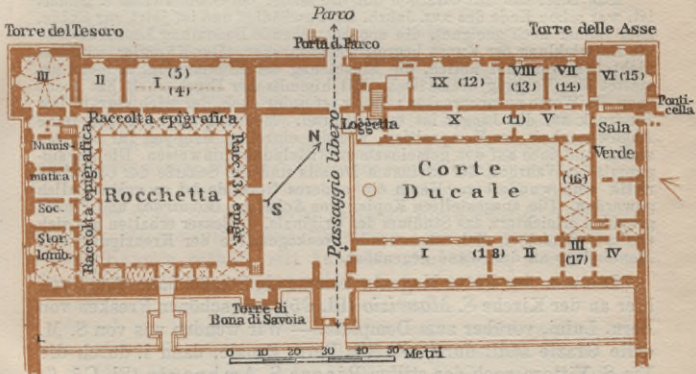 Parco
Torre del Tesoro
Torre delle Asse
Porta d. Parco
III
II
I (5)
(4)
IX (12)
VIII
(13)
VII
(14)
VI (15)
Ponti-
cella
Raccolta epigrafica
Loggetta
X
(11)
V
Sala
Verde
Numis-
matica
Soc.
Stor.
lomb.
Raccolta epigrafica
Rocchetta
epigr.
N
S
Passaggio libero
Corte
Ducale
(16)
I
(18)
II
III
(17)
IV
Torre di
Bona di Savoia
0 10 20 30 40 50
Metri